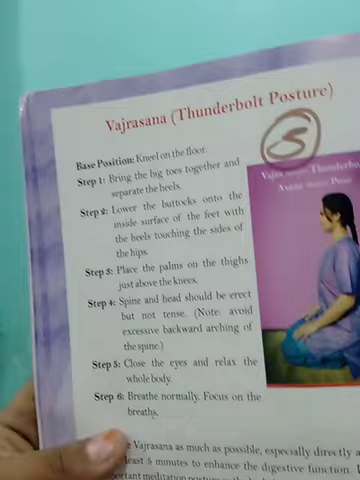 Vajrasana (Thunderbolt Posture)
5
Base Position: Kneel on the floor.
Step 1: Bring the big toes together and
separate the heels.
Step 2: Lower the buttocks onto the
inside surface of the feet with
the heels touching the sides of
the hips.
Step 3: Place the palms on the thighs
just above the knees.
Step 4: Spine and head should be erect
but not tense. (Note: avoid
excessive backward arching of
the spine.)
Step 5: Close the eyes and relax the
whole body.
Step 6: Breathe normally. Focus on the
breaths.
Vajra Thunderbo
Asana Pose
Vajrasana as much as possible, especially directly a
least 5 minutes to enhance the digestive function.
portant meditation